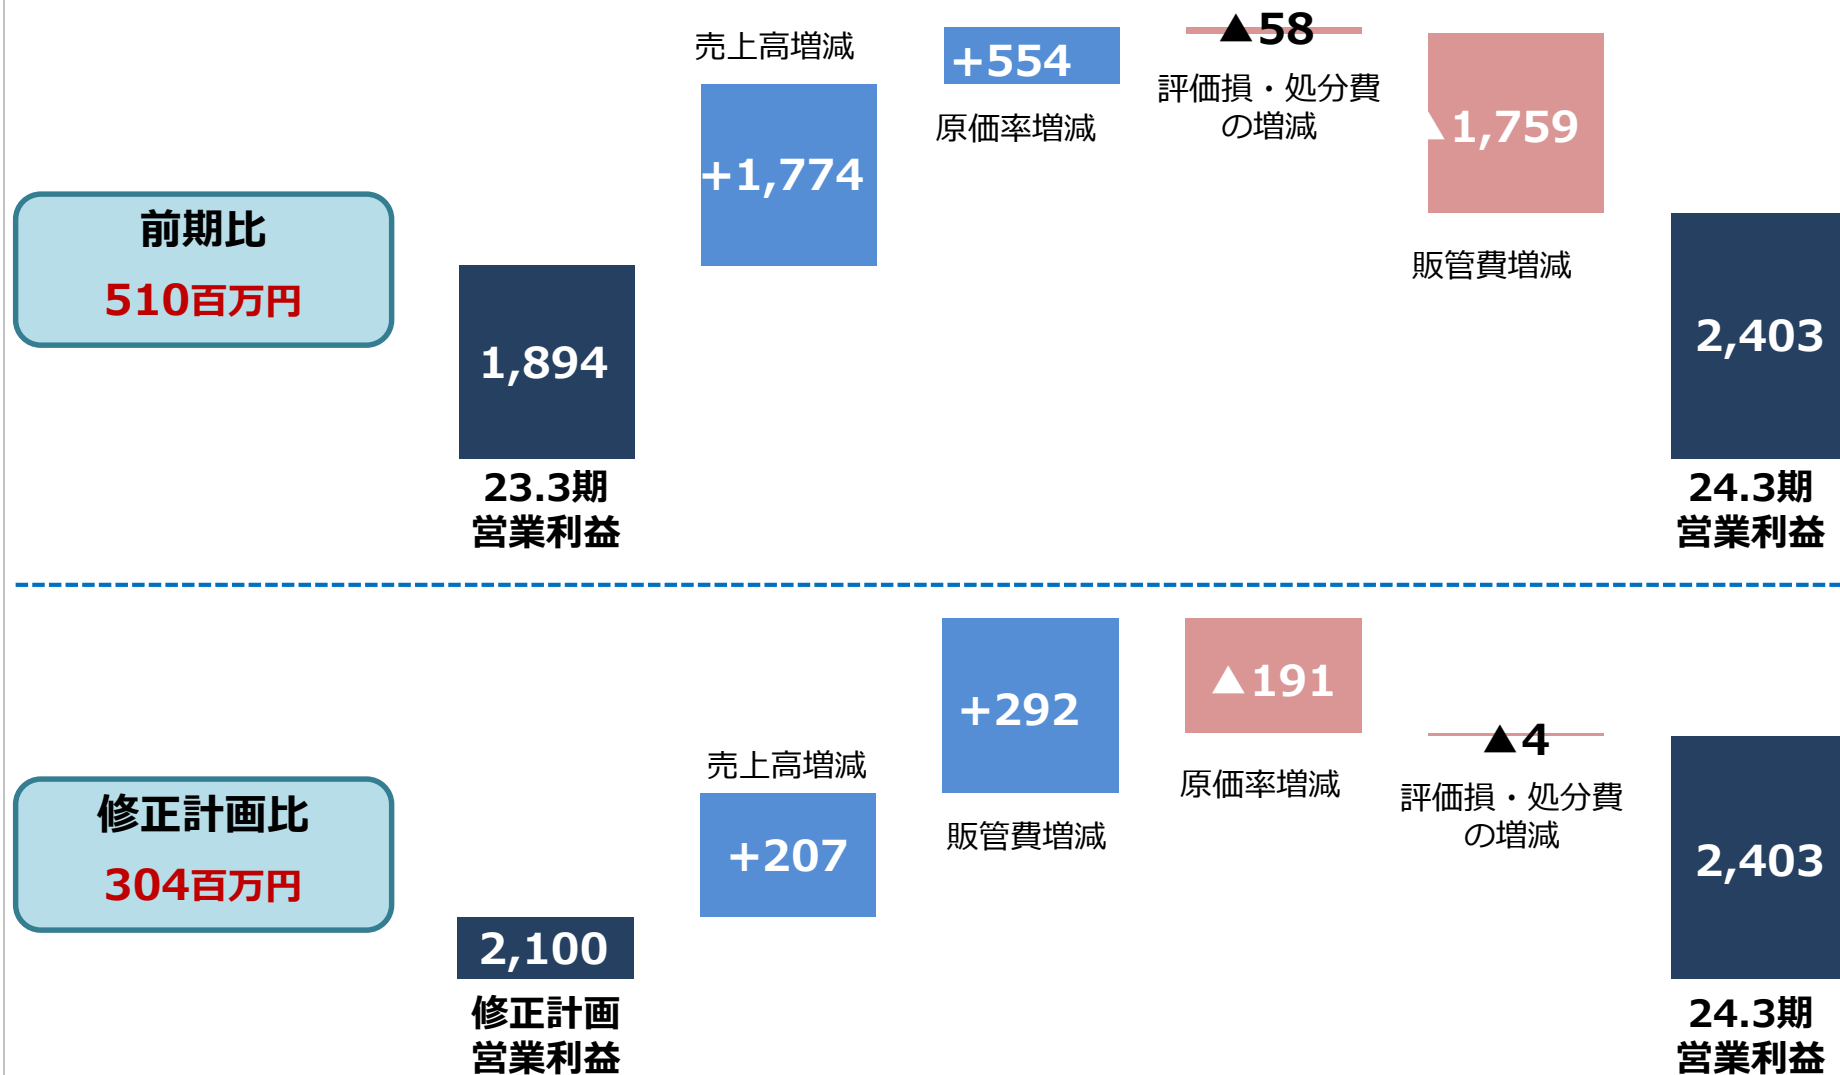 前期比
510百万円
1,894
23.3期
営業利益
売上高増減
+1,774
+554
原価率増減
▲58
評価損・処分費
の増減
▲1,759
販管費増減
2,403
24.3期
営業利益
修正計画比
304百万円
2,100
修正計画
営業利益
売上高増減
+207
+292
販管費増減
▲191
原価率増減
▲4
評価損・処分費
の増減
2,403
24.3期
営業利益